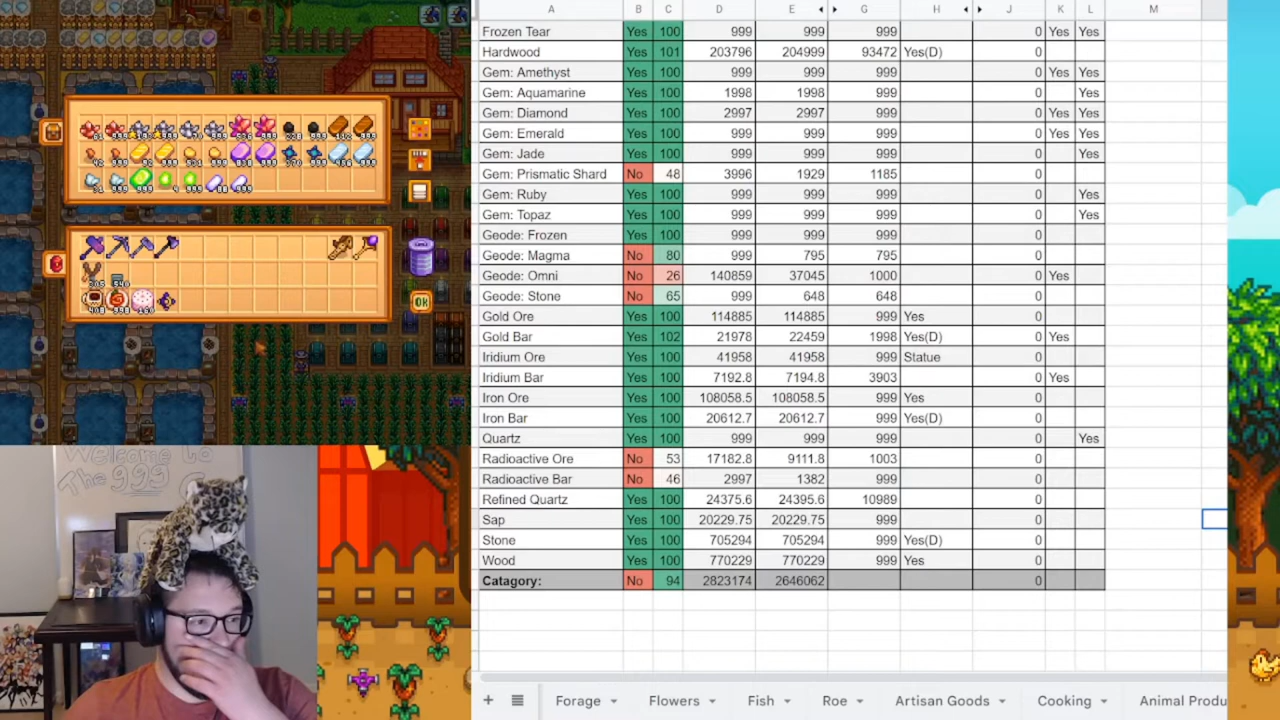 A B C D E G H J K L M
Frozen Tear Yes 100 999 999 999 0 Yes Yes
Hardwood Yes 101 203796 204999 93472 Yes(D) 0
Gem: Amethyst Yes 100 999 999 999 0 Yes Yes
Gem: Aquamarine Yes 100 1998 1998 999 0 Yes
Gem: Diamond Yes 100 2997 2997 999 0 Yes Yes
Gem: Emerald Yes 100 999 999 999 0 Yes Yes
Gem: Jade Yes 100 999 999 999 0 Yes
Gem: Prismatic Shard No 48 3996 1929 1185 0
Gem: Ruby Yes 100 999 999 999 0 Yes
Gem: Topaz Yes 100 999 999 999 0 Yes
Geode: Frozen Yes 100 999 999 999 0
Geode: Magma No 80 999 795 795 0
Geode: Omni No 26 140859 37045 1000 0 Yes
Geode: Stone No 65 999 648 648 0
Gold Ore Yes 100 114885 114885 999 Yes 0
Gold Bar Yes 102 21978 22459 1998 Yes(D) 0 Yes
Iridium Ore Yes 100 41958 41958 999 Statue 0
Iridium Bar Yes 100 7192.8 7194.8 3903 0 Yes
Iron Ore Yes 100 108058.5 108058.5 999 Yes 0
Iron Bar Yes 100 20612.7 20612.7 999 Yes(D) 0
Quartz Yes 100 999 999 999 0 Yes
Radioactive Ore No 53 17182.8 9111.8 1003 0
Radioactive Bar No 46 2997 1382 999 0
Refined Quartz Yes 100 24375.6 24395.6 10989 0
Sap Yes 100 20229.75 20229.75 999 0
Stone Yes 100 705294 705294 999 Yes(D) 0
Wood Yes 100 770229 770229 999 Yes 0
Catagory: No 94 2823174 2646062 0
+ Forage Flowers Fish Roe Artisan Goods Cooking Animal Produ
OK
Welcome to
The 999